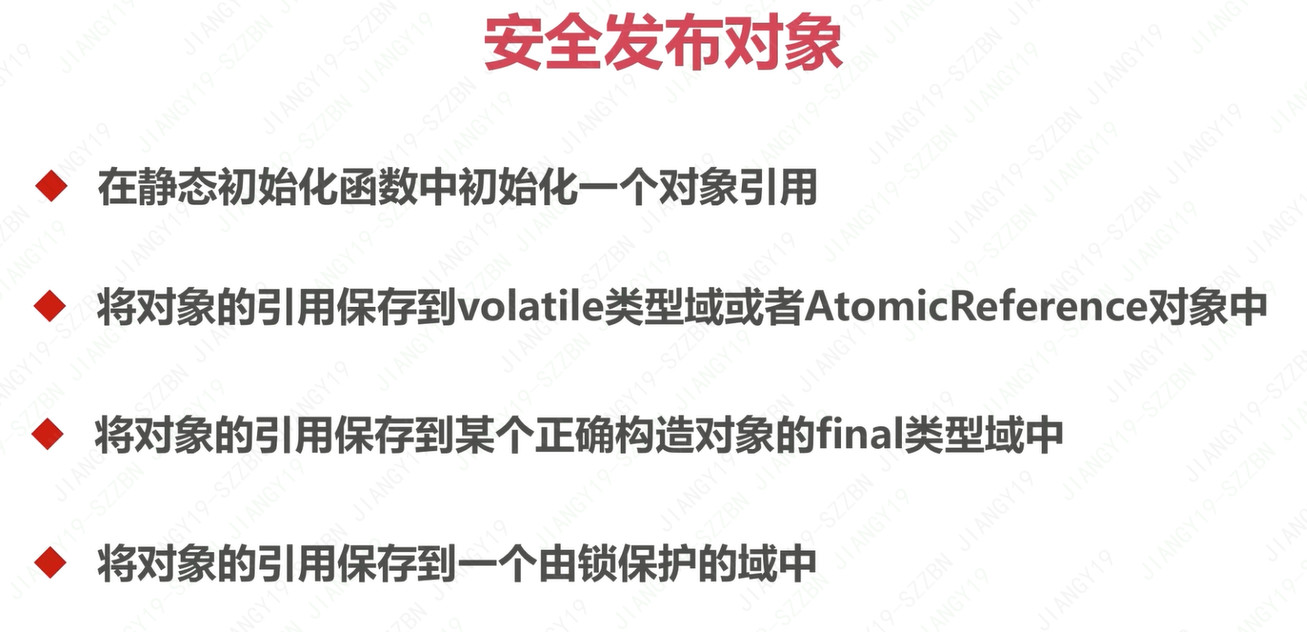 安全发布对象
在静态初始化函数中初始化一个对象引用
将对象的引用保存到volatile类型域或者AtomicReference对象中
将对象的引用保存到某个正确构造对象的final类型域中
将对象的引用保存到一个由锁保护的域中
JIANGY19-SZZBN